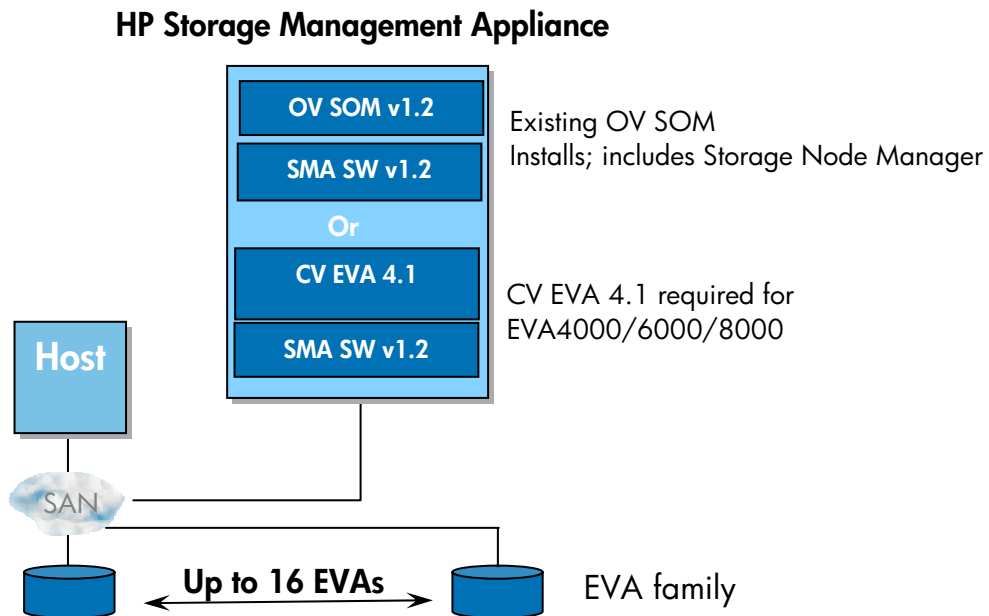 HP Storage Management Appliance
OV SOM v1.2
Existing OV SOM
Installs; includes Storage Node Manager
SMA SW v1.2
Or
CV EVA 4.1
CV EVA 4.1 required for
EVA4000/6000/8000
SMA SW v1.2
Host
SAN
Up to 16 EVAs
EVA family